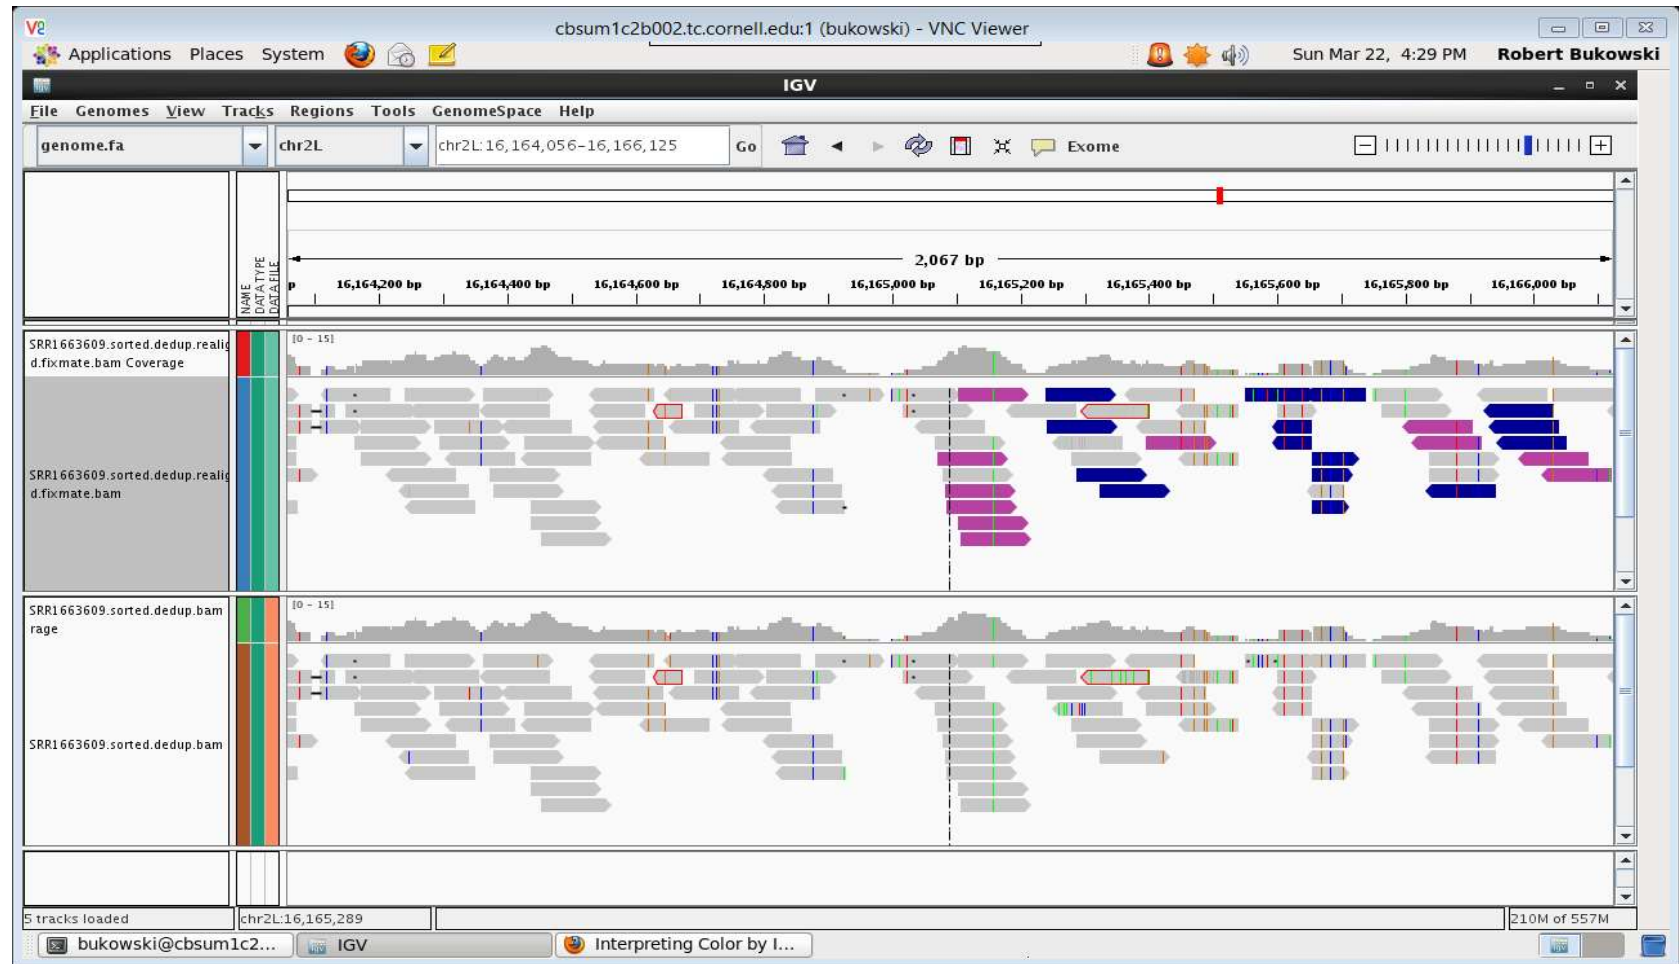 VNC cbsum1c2b002.tc.cornell.edu:1 (bukowski) - VNC Viewer
Applications Places System Sun Mar 22, 4:29 PM Robert Bukowski
IGV
File Genomes View Tracks Regions Tools GenomeSpace Help
genome.fa chr2L chr2L:16,164,056-16,166,125 Go Exome
NAME
DATA TYPE
DATA FILE
2,067 bp
p 16,164,200 bp 16,164,400 bp 16,164,600 bp 16,164,800 bp 16,165,000 bp 16,165,200 bp 16,165,400 bp 16,165,600 bp 16,165,800 bp 16,166,000 bp
SRR1663609.sorted.dedup.realig
d.fixmate.bam Coverage
[0 - 15]
SRR1663609.sorted.dedup.realig
d.fixmate.bam
SRR1663609.sorted.dedup.bam
rage
[0 - 15]
SRR1663609.sorted.dedup.bam
5 tracks loaded chr2L:16,165,289 210M of 557M
bukowski@cbsum1c2... IGV Interpreting Color by I...